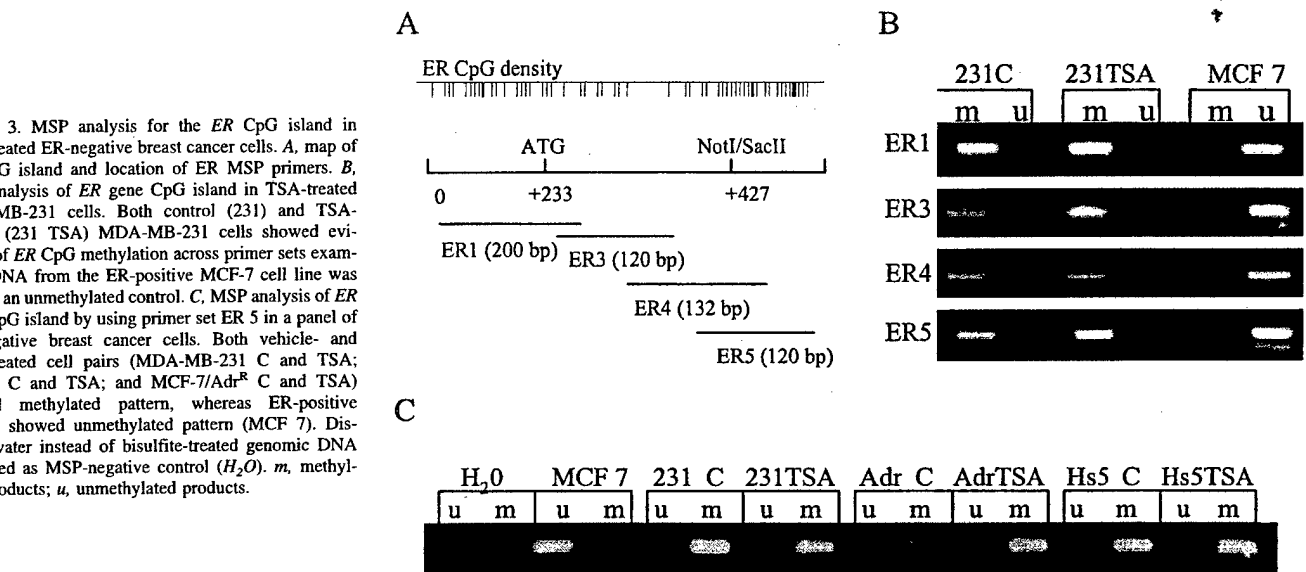 3. MSP analysis for the ER CpG island in
eated ER-negative breast cancer cells. A, map of
G island and location of ER MSP primers. B,
nalysis of ER gene CpG island in TSA-treated
MB-231 cells. Both control (231) and TSA-
(231 TSA) MDA-MB-231 cells showed evi-
of ER CpG methylation across primer sets exam-
DNA from the ER-positive MCF-7 cell line was
an unmethylated control. C, MSP analysis of ER
pG island by using primer set ER 5 in a panel of
gative breast cancer cells. Both vehicle- and
eated cell pairs (MDA-MB-231 C and TSA;
C and TSA; and MCF-7/Adrᴿ C and TSA)
l methylated pattern, whereas ER-positive
showed unmethylated pattern (MCF 7). Dis-
vater instead of bisulfite-treated genomic DNA
ed as MSP-negative control (H₂O). m, methyl-
oducts; u, unmethylated products.
A
ER CpG density
ATG NotI/SacII
0 +233 +427
ER1 (200 bp) ER3 (120 bp)
ER4 (132 bp)
ER5 (120 bp)
B
231C 231TSA MCF 7
m u m u m u
ER1
ER3
ER4
ER5
C
H₂0 MCF 7 231 C 231TSA Adr C AdrTSA Hs5 C Hs5TSA
u m u m u m u m u m u m u m u m